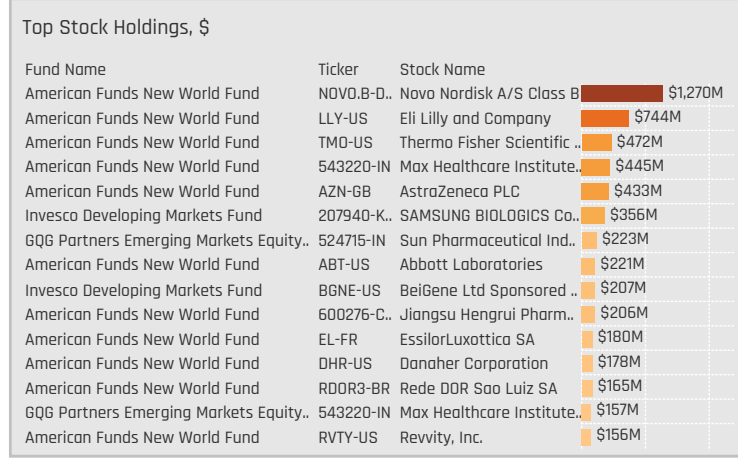 Top Stock Holdings, $
Fund Name Ticker Stock Name
American Funds New World Fund NOVO.B-D.. Novo Nordisk A/S Class B $1,270M
American Funds New World Fund LLY-US Eli Lilly and Company $744M
American Funds New World Fund TMO-US Thermo Fisher Scientific .. $472M
American Funds New World Fund 543220-IN Max Healthcare Institute.. $445M
American Funds New World Fund AZN-GB AstraZeneca PLC $433M
Invesco Developing Markets Fund 207940-K.. SAMSUNG BIOLOGICS Co.. $356M
GQG Partners Emerging Markets Equity.. 524715-IN Sun Pharmaceutical Ind.. $223M
American Funds New World Fund ABT-US Abbott Laboratories $221M
Invesco Developing Markets Fund BGNE-US BeiGene Ltd Sponsored .. $207M
American Funds New World Fund 600276-C.. Jiangsu Hengrui Pharm.. $206M
American Funds New World Fund EL-FR EssilorLuxottica SA $180M
American Funds New World Fund DHR-US Danaher Corporation $178M
American Funds New World Fund RDOR3-BR Rede DOR Sao Luiz SA $165M
GQG Partners Emerging Markets Equity.. 543220-IN Max Healthcare Institute.. $157M
American Funds New World Fund RVTY-US Revvity, Inc. $156M